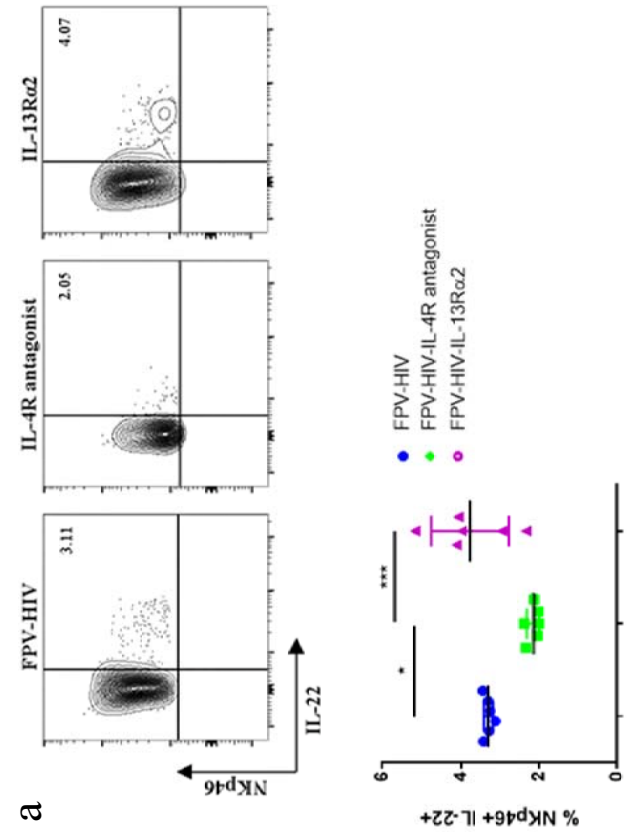 a
FPV-HIV
IL-4R antagonist
IL-13Rα2
3.11
2.05
4.07
NKp46
IL-22
% NKp46+ IL-22+
6
4
2
0
*
***
FPV-HIV
FPV-HIV-IL-4R antagonist
FPV-HIV-IL-13Rα2